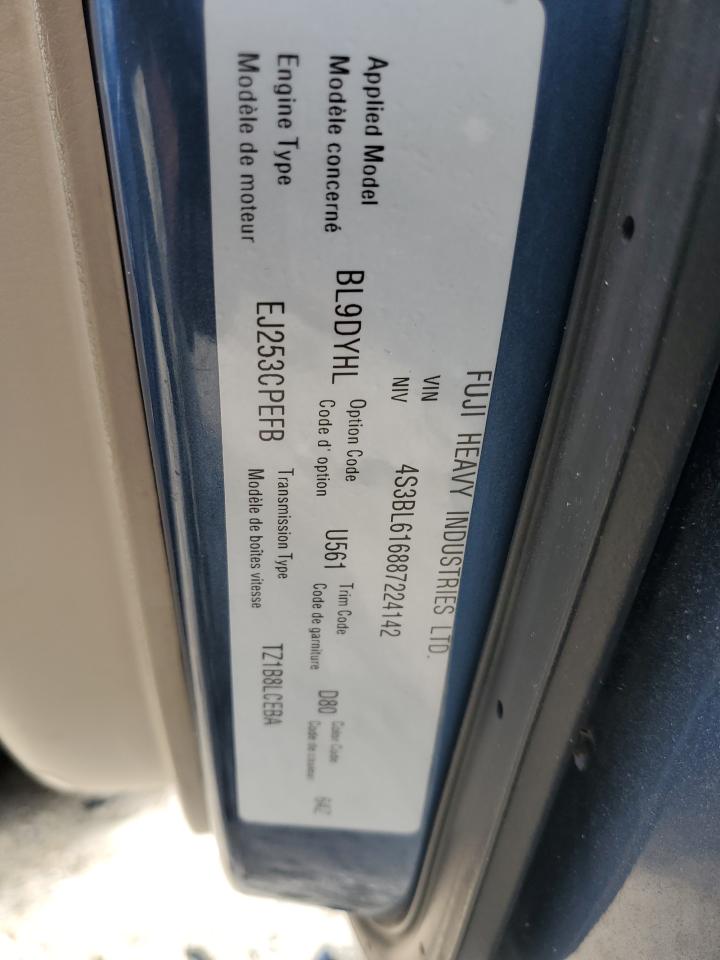 FUJI HEAVY INDUSTRIES LTD.
VIN
NIV 4S3BL616887224142
Applied Model
Modèle concerné BL9DYHL
Option Code
Code d' option U561
Trim Code
Code de garniture D80
Color Code
Code de couleur
Engine Type
Modèle de moteur EJ253CPEFB
Transmission Type
Modèle de boîtes vitesse TZ1B8LCEBA